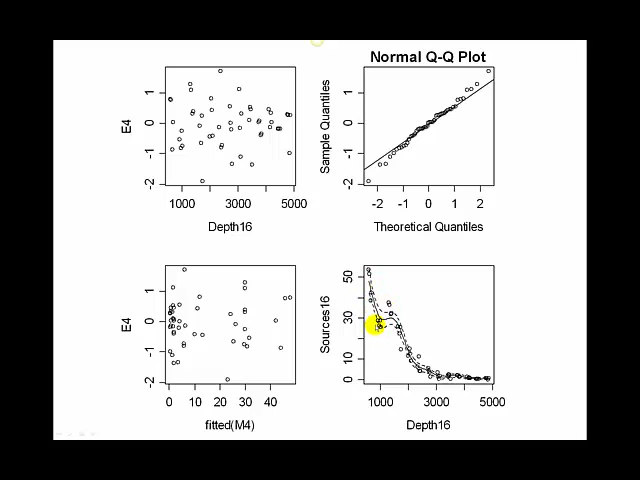 Normal Q-Q Plot
E4
1
0
-1
-2
1000 3000 5000
Depth16
Sample Quantiles
1
0
-1
-2
-2 -1 0 1 2
Theoretical Quantiles
E4
1
0
-1
-2
0 10 20 30 40
fitted(M4)
Sources16
50
30
10
0
1000 3000 5000
Depth16